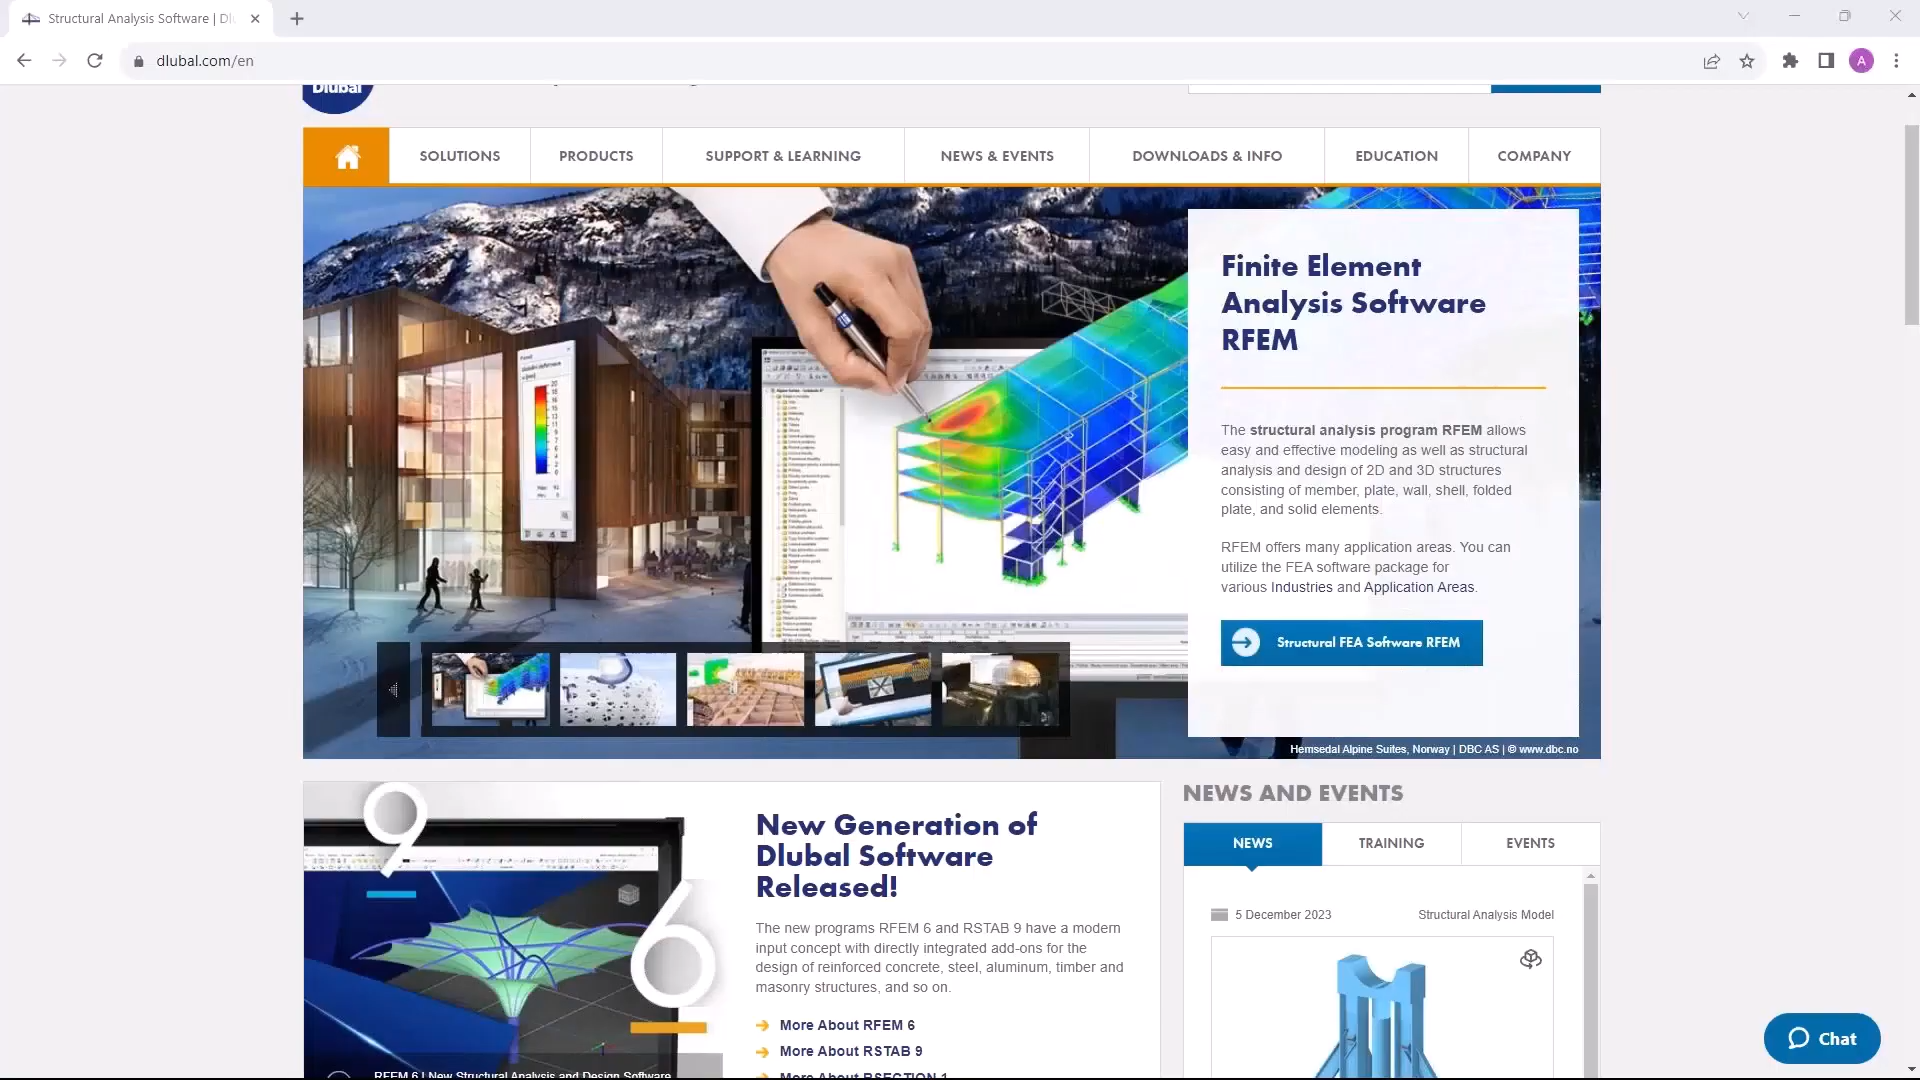 Structural Analysis Software | Dlu
dlubal.com/en
A
Dlubal
SOLUTIONS
PRODUCTS
SUPPORT & LEARNING
NEWS & EVENTS
DOWNLOADS & INFO
EDUCATION
COMPANY
Finite Element
Analysis Software
RFEM
The structural analysis program RFEM allows
easy and effective modeling as well as structural
analysis and design of 2D and 3D structures
consisting of member, plate, wall, shell, folded
plate, and solid elements.
RFEM offers many application areas. You can
utilize the FEA software package for
various Industries and Application Areas.
Structural FEA Software RFEM
Hemsedal Alpine Suites, Norway | DBC AS | © www.dbc.no
9
6
New Generation of
Dlubal Software
Released!
The new programs RFEM 6 and RSTAB 9 have a modern
input concept with directly integrated add-ons for the
design of reinforced concrete, steel, aluminum, timber and
masonry structures, and so on.
More About RFEM 6
More About RSTAB 9
More About RSECTION 1
RFEM 6 | New Structural Analysis and Design Software
NEWS AND EVENTS
NEWS
TRAINING
EVENTS
5 December 2023
Structural Analysis Model
Chat